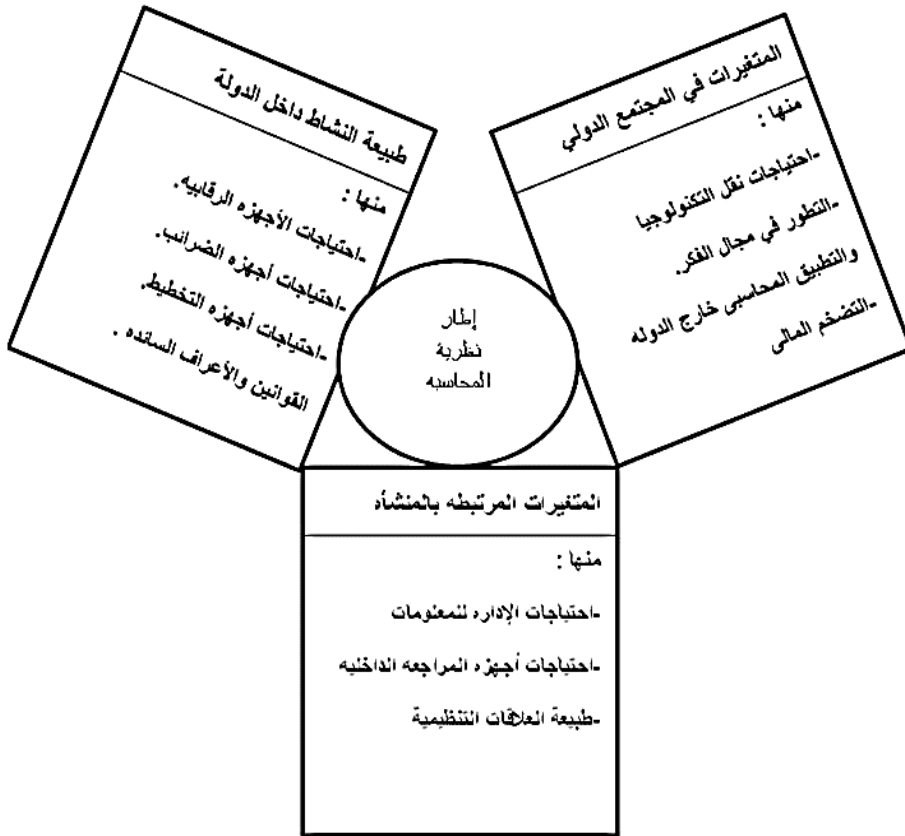 المتغيرات في المجتمع الدولي
منها :
-احتياجات نقل التكنولوجيا
-التطور في مجال الفكر.
والتطبيق المحاسبى خارج الدوله
-التضخم المالى
طبيعة النشاط داخل الدولة
منها :
-احتياجات الأجهزه الرقابيه.
-احتياجات أجهزه الضرائب.
-احتياجات أجهزه التخطيط.
القوانين والأعراف السائده .
إطار
نظرية
المحاسبه
المتغيرات المرتبطه بالمنشأه
منها :
-احتياجات الإداره للمعلومات
-احتياجات أجهزه المراجعه الداخليه
-طبيعة العلاقات التنظيمية